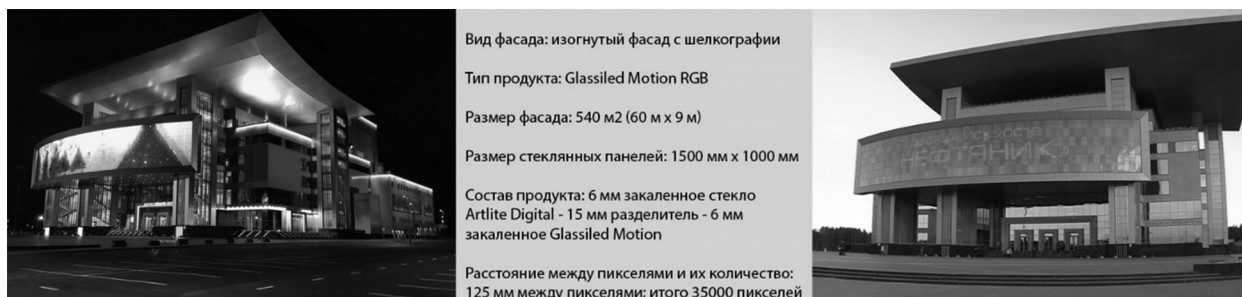 Вид фасада: изогнутый фасад с шелкографии
Тип продукта: Glassiled Motion RGB
Размер фасада: 540 м2 (60 м x 9 м)
Размер стеклянных панелей: 1500 мм x 1000 мм
Состав продукта: 6 мм закаленное стекло
Artlite Digital - 15 мм разделитель - 6 мм
закаленное Glassiled Motion
Расстояние между пикселями и их количество:
125 мм между пикселями; итого 35000 пикселей
НЕФТЯНИК